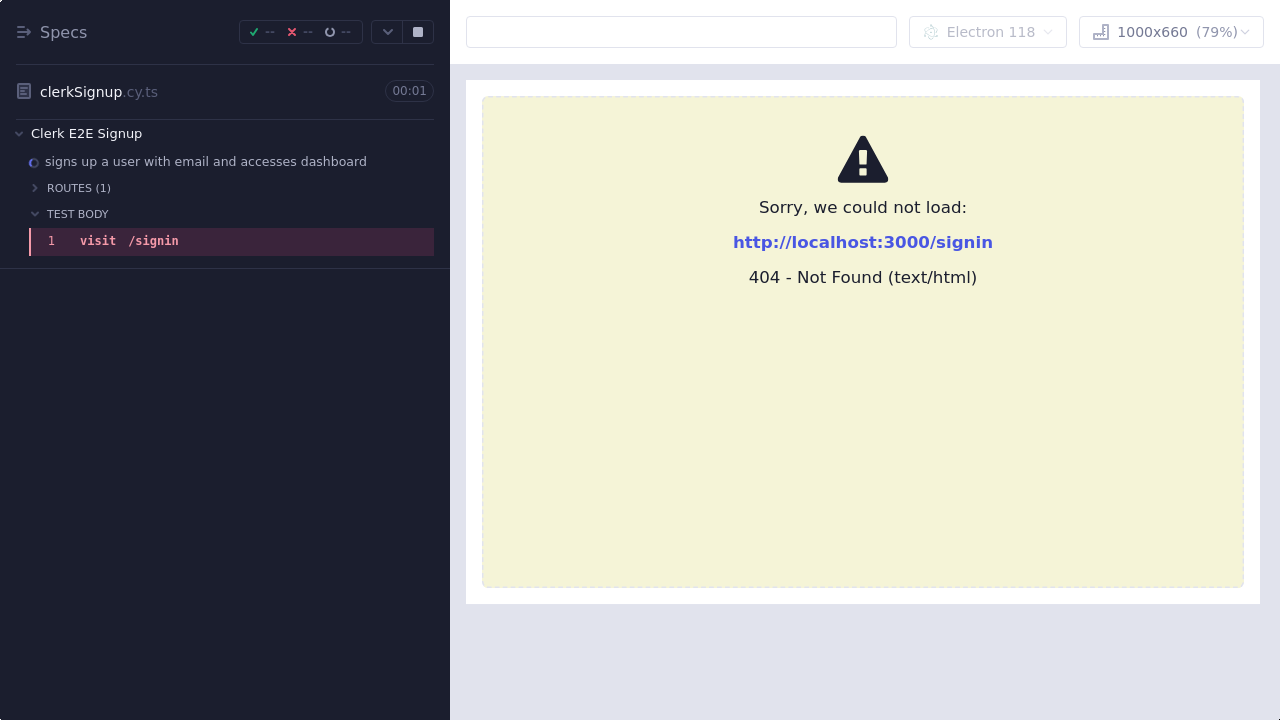 Specs
-- -- --
clerkSignup.cy.ts 00:01
Clerk E2E Signup
signs up a user with email and accesses dashboard
ROUTES (1)
TEST BODY
1 visit /signin
Electron 118
1000x660 (79%)
Sorry, we could not load:
http://localhost:3000/signin
404 - Not Found (text/html)